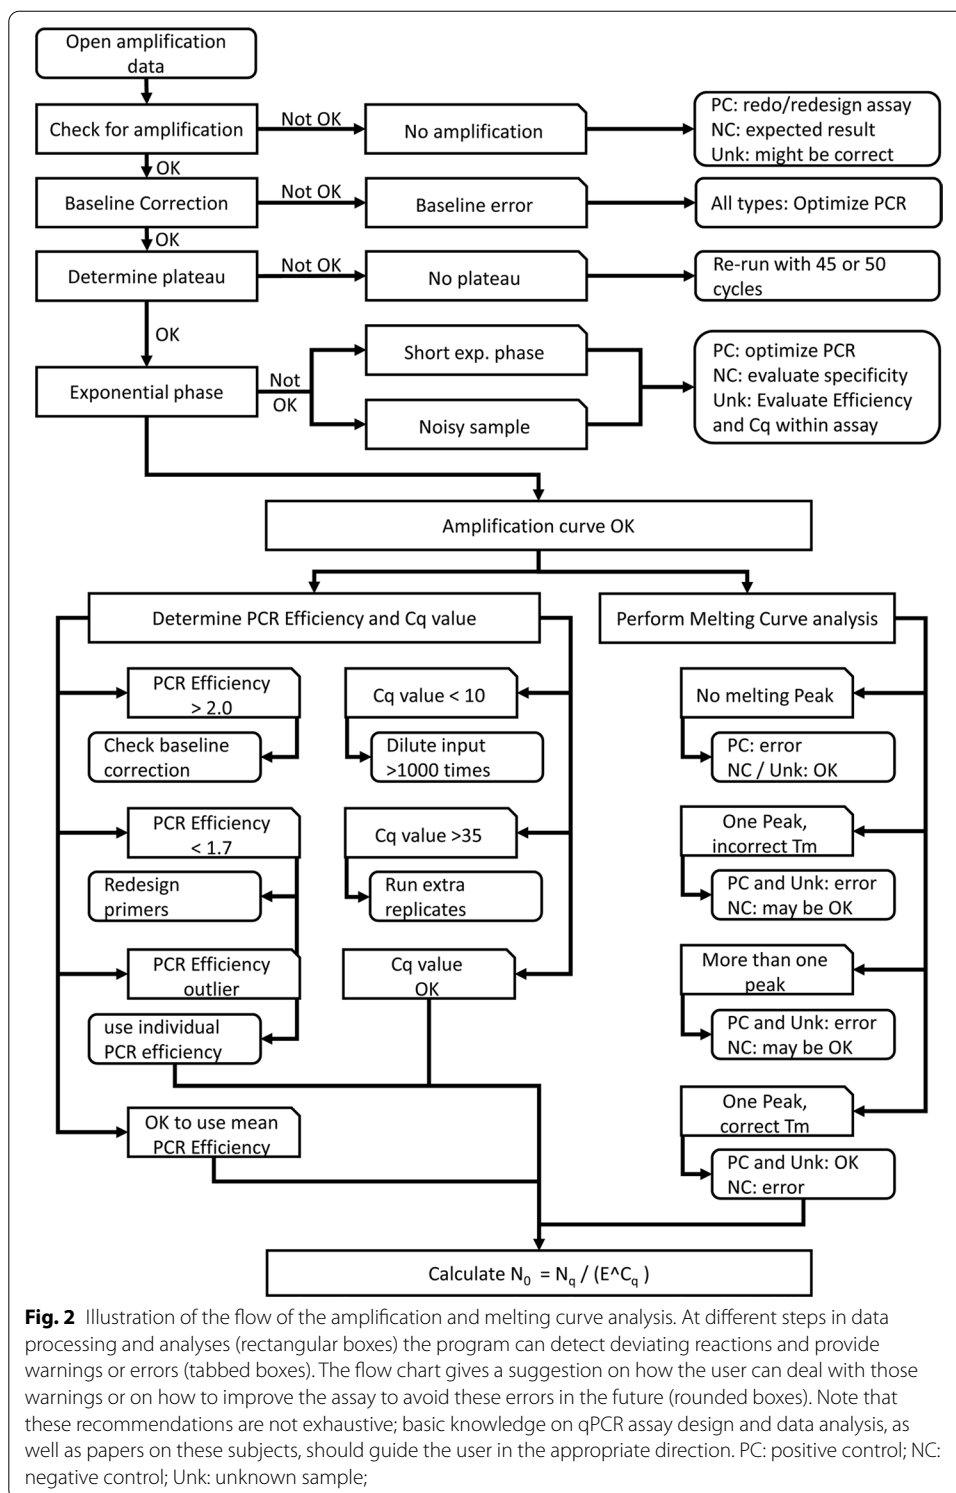 Open amplification
data
Check for amplification
Not OK
No amplification
PC: redo/redesign assay
NC: expected result
Unk: might be correct
OK
Baseline Correction
Not OK
Baseline error
All types: Optimize PCR
OK
Determine plateau
Not OK
No plateau
Re-run with 45 or 50
cycles
OK
Exponential phase
Not
OK
Short exp. phase
Noisy sample
PC: optimize PCR
NC: evaluate specificity
Unk: Evaluate Efficiency
and Cq within assay
Amplification curve OK
Determine PCR Efficiency and Cq value
PCR Efficiency
> 2.0
Check baseline
correction
PCR Efficiency
< 1.7
Redesign
primers
PCR Efficiency
outlier
use individual
PCR efficiency
OK to use mean
PCR Efficiency
Cq value < 10
Dilute input
>1000 times
Cq value >35
Run extra
replicates
Cq value
OK
Perform Melting Curve analysis
No melting Peak
PC: error
NC / Unk: OK
One Peak,
incorrect Tm
PC and Unk: error
NC: may be OK
More than one
peak
PC and Unk: error
NC: may be OK
One Peak,
correct Tm
PC and Unk: OK
NC: error
Calculate N₀ = N_q / (E^C_q )
Fig. 2 Illustration of the flow of the amplification and melting curve analysis. At different steps in data
processing and analyses (rectangular boxes) the program can detect deviating reactions and provide
warnings or errors (tabbed boxes). The flow chart gives a suggestion on how the user can deal with those
warnings or on how to improve the assay to avoid these errors in the future (rounded boxes). Note that
these recommendations are not exhaustive; basic knowledge on qPCR assay design and data analysis, as
well as papers on these subjects, should guide the user in the appropriate direction. PC: positive control; NC:
negative control; Unk: unknown sample;